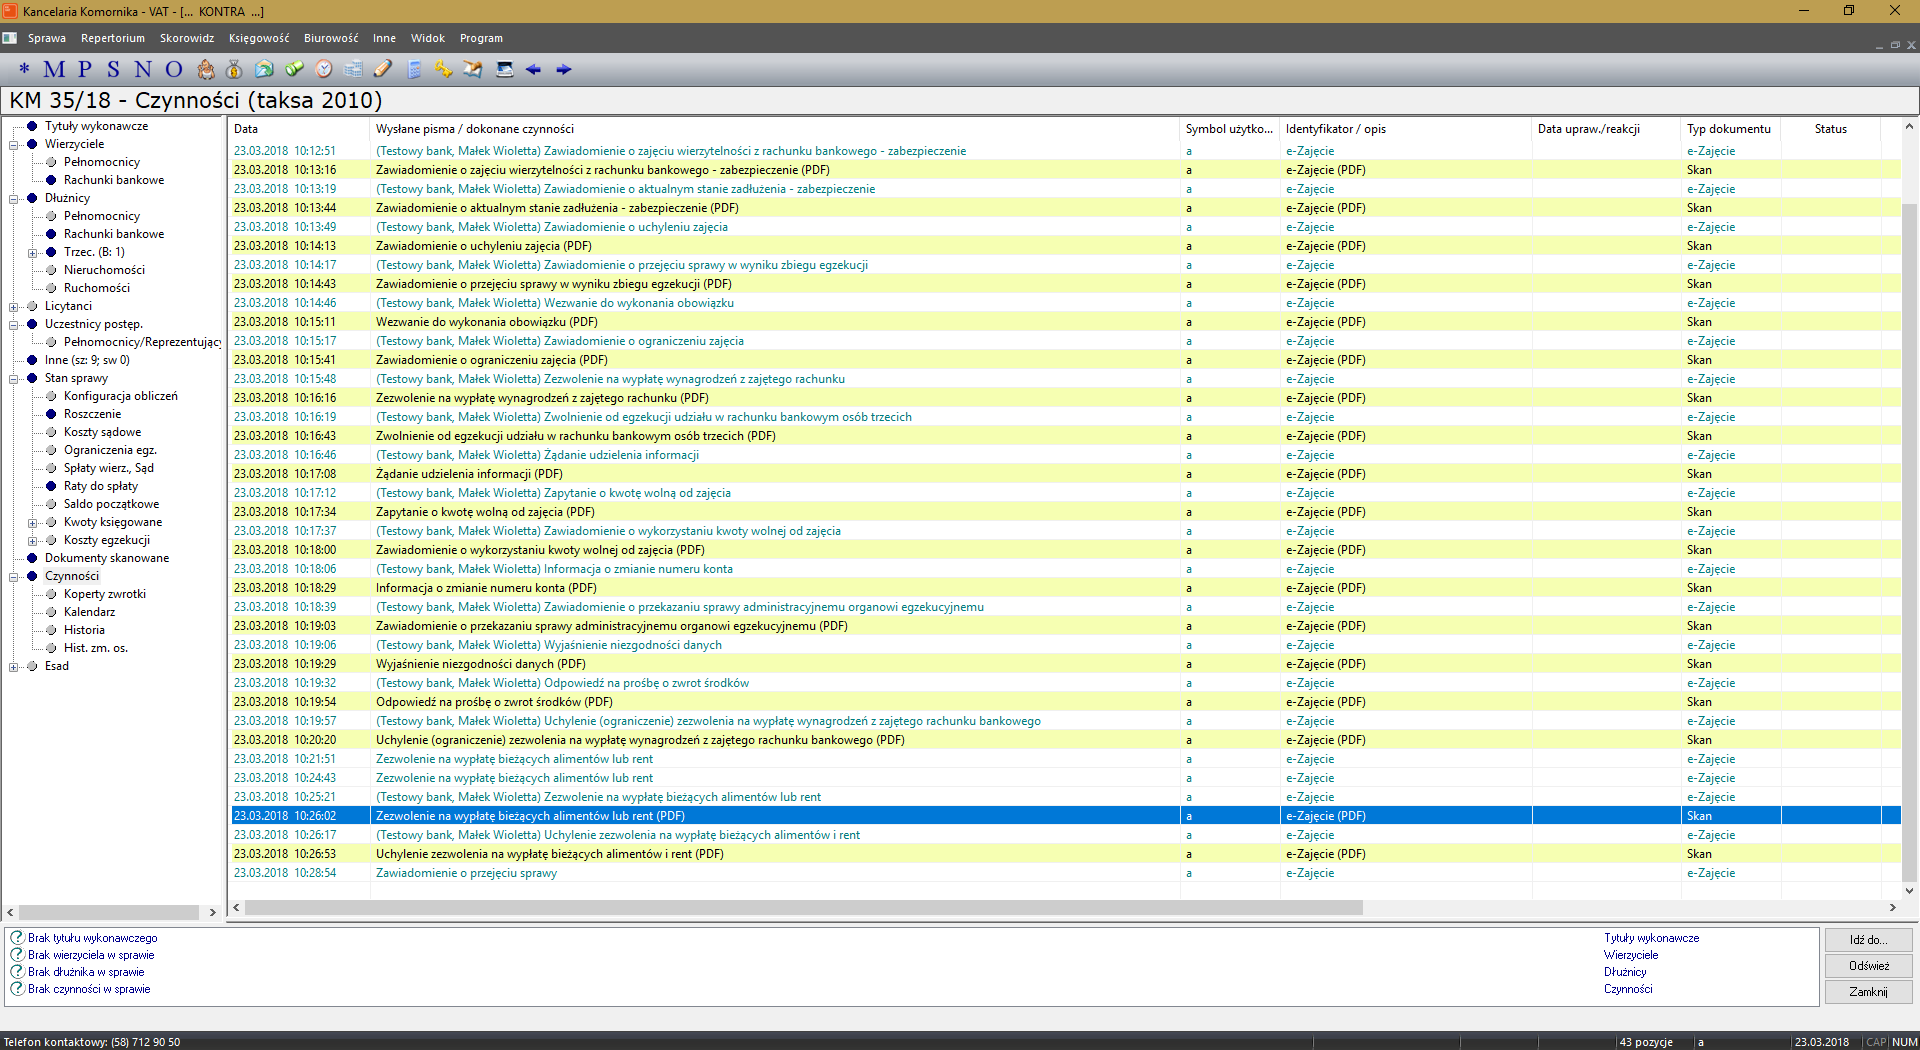 Kancelaria Komornika - VAT - [... KONTRA ...]
Sprawa Repertorium Skorowidz Księgowość Biurowość Inne Widok Program
* M P S N O
KM 35/18 - Czynności (taksa 2010)
Tytuły wykonawcze
Wierzyciele
Pełnomocnicy
Rachunki bankowe
Dłużnicy
Pełnomocnicy
Rachunki bankowe
Trzec. (B: 1)
Nieruchomości
Ruchomości
Licytanci
Uczestnicy postęp.
Pełnomocnicy/Reprezentujący
Inne (sz: 9; sw 0)
Stan sprawy
Konfiguracja obliczeń
Roszczenie
Koszty sądowe
Ograniczenia egz.
Spłaty wierz., Sąd
Raty do spłaty
Saldo początkowe
Kwoty księgowane
Koszty egzekucji
Dokumenty skanowane
Czynności
Koperty zwrotki
Kalendarz
Historia
Hist. zm. os.
Esad
Data Wysłane pisma / dokonane czynności Symbol użytko... Identyfikator / opis Data upraw./reakcji Typ dokumentu Status
23.03.2018 10:12:51 (Testowy bank, Małek Wioletta) Zawiadomienie o zajęciu wierzytelności z rachunku bankowego - zabezpieczenie a e-Zajęcie e-Zajęcie
23.03.2018 10:13:16 Zawiadomienie o zajęciu wierzytelności z rachunku bankowego - zabezpieczenie (PDF) a e-Zajęcie (PDF) Skan
23.03.2018 10:13:19 (Testowy bank, Małek Wioletta) Zawiadomienie o aktualnym stanie zadłużenia - zabezpieczenie a e-Zajęcie e-Zajęcie
23.03.2018 10:13:44 Zawiadomienie o aktualnym stanie zadłużenia - zabezpieczenie (PDF) a e-Zajęcie (PDF) Skan
23.03.2018 10:13:49 (Testowy bank, Małek Wioletta) Zawiadomienie o uchyleniu zajęcia a e-Zajęcie e-Zajęcie
23.03.2018 10:14:13 Zawiadomienie o uchyleniu zajęcia (PDF) a e-Zajęcie (PDF) Skan
23.03.2018 10:14:17 (Testowy bank, Małek Wioletta) Zawiadomienie o przejęciu sprawy w wyniku zbiegu egzekucji a e-Zajęcie e-Zajęcie
23.03.2018 10:14:43 Zawiadomienie o przejęciu sprawy w wyniku zbiegu egzekucji (PDF) a e-Zajęcie (PDF) Skan
23.03.2018 10:14:46 (Testowy bank, Małek Wioletta) Wezwanie do wykonania obowiązku a e-Zajęcie e-Zajęcie
23.03.2018 10:15:11 Wezwanie do wykonania obowiązku (PDF) a e-Zajęcie (PDF) Skan
23.03.2018 10:15:17 (Testowy bank, Małek Wioletta) Zawiadomienie o ograniczeniu zajęcia a e-Zajęcie e-Zajęcie
23.03.2018 10:15:41 Zawiadomienie o ograniczeniu zajęcia (PDF) a e-Zajęcie (PDF) Skan
23.03.2018 10:15:48 (Testowy bank, Małek Wioletta) Zezwolenie na wypłatę wynagrodzeń z zajętego rachunku a e-Zajęcie e-Zajęcie
23.03.2018 10:16:16 Zezwolenie na wypłatę wynagrodzeń z zajętego rachunku (PDF) a e-Zajęcie (PDF) Skan
23.03.2018 10:16:19 (Testowy bank, Małek Wioletta) Zwolnienie od egzekucji udziału w rachunku bankowym osób trzecich a e-Zajęcie e-Zajęcie
23.03.2018 10:16:43 Zwolnienie od egzekucji udziału w rachunku bankowym osób trzecich (PDF) a e-Zajęcie (PDF) Skan
23.03.2018 10:16:46 (Testowy bank, Małek Wioletta) Żądanie udzielenia informacji a e-Zajęcie e-Zajęcie
23.03.2018 10:17:08 Żądanie udzielenia informacji (PDF) a e-Zajęcie (PDF) Skan
23.03.2018 10:17:12 (Testowy bank, Małek Wioletta) Zapytanie o kwotę wolną od zajęcia a e-Zajęcie e-Zajęcie
23.03.2018 10:17:34 Zapytanie o kwotę wolną od zajęcia (PDF) a e-Zajęcie (PDF) Skan
23.03.2018 10:17:37 (Testowy bank, Małek Wioletta) Zawiadomienie o wykorzystaniu kwoty wolnej od zajęcia a e-Zajęcie e-Zajęcie
23.03.2018 10:18:00 Zawiadomienie o wykorzystaniu kwoty wolnej od zajęcia (PDF) a e-Zajęcie (PDF) Skan
23.03.2018 10:18:06 (Testowy bank, Małek Wioletta) Informacja o zmianie numeru konta a e-Zajęcie e-Zajęcie
23.03.2018 10:18:29 Informacja o zmianie numeru konta (PDF) a e-Zajęcie (PDF) Skan
23.03.2018 10:18:39 (Testowy bank, Małek Wioletta) Zawiadomienie o przekazaniu sprawy administracyjnemu organowi egzekucyjnemu a e-Zajęcie e-Zajęcie
23.03.2018 10:19:03 Zawiadomienie o przekazaniu sprawy administracyjnemu organowi egzekucyjnemu (PDF) a e-Zajęcie (PDF) Skan
23.03.2018 10:19:06 (Testowy bank, Małek Wioletta) Wyjaśnienie niezgodności danych a e-Zajęcie e-Zajęcie
23.03.2018 10:19:29 Wyjaśnienie niezgodności danych (PDF) a e-Zajęcie (PDF) Skan
23.03.2018 10:19:32 (Testowy bank, Małek Wioletta) Odpowiedź na prośbę o zwrot środków a e-Zajęcie e-Zajęcie
23.03.2018 10:19:54 Odpowiedź na prośbę o zwrot środków (PDF) a e-Zajęcie (PDF) Skan
23.03.2018 10:19:57 (Testowy bank, Małek Wioletta) Uchylenie (ograniczenie) zezwolenia na wypłatę wynagrodzeń z zajętego rachunku bankowego a e-Zajęcie e-Zajęcie
23.03.2018 10:20:20 Uchylenie (ograniczenie) zezwolenia na wypłatę wynagrodzeń z zajętego rachunku bankowego (PDF) a e-Zajęcie (PDF) Skan
23.03.2018 10:21:51 Zezwolenie na wypłatę bieżących alimentów lub rent a e-Zajęcie e-Zajęcie
23.03.2018 10:24:43 Zezwolenie na wypłatę bieżących alimentów lub rent a e-Zajęcie e-Zajęcie
23.03.2018 10:25:21 (Testowy bank, Małek Wioletta) Zezwolenie na wypłatę bieżących alimentów lub rent a e-Zajęcie e-Zajęcie
23.03.2018 10:26:02 Zezwolenie na wypłatę bieżących alimentów lub rent (PDF) a e-Zajęcie (PDF) Skan
23.03.2018 10:26:17 (Testowy bank, Małek Wioletta) Uchylenie zezwolenia na wypłatę bieżących alimentów i rent a e-Zajęcie e-Zajęcie
23.03.2018 10:26:53 Uchylenie zezwolenia na wypłatę bieżących alimentów i rent (PDF) a e-Zajęcie (PDF) Skan
23.03.2018 10:28:54 Zawiadomienie o przejęciu sprawy a e-Zajęcie e-Zajęcie
Brak tytułu wykonawczego Tytuły wykonawcze
Brak wierzyciela w sprawie Wierzyciele
Brak dłużnika w sprawie Dłużnicy
Brak czynności w sprawie Czynności
Idź do...
Odśwież
Zamknij
Telefon kontaktowy: (58) 712 90 50 43 pozycje a 23.03.2018 CAP NUM